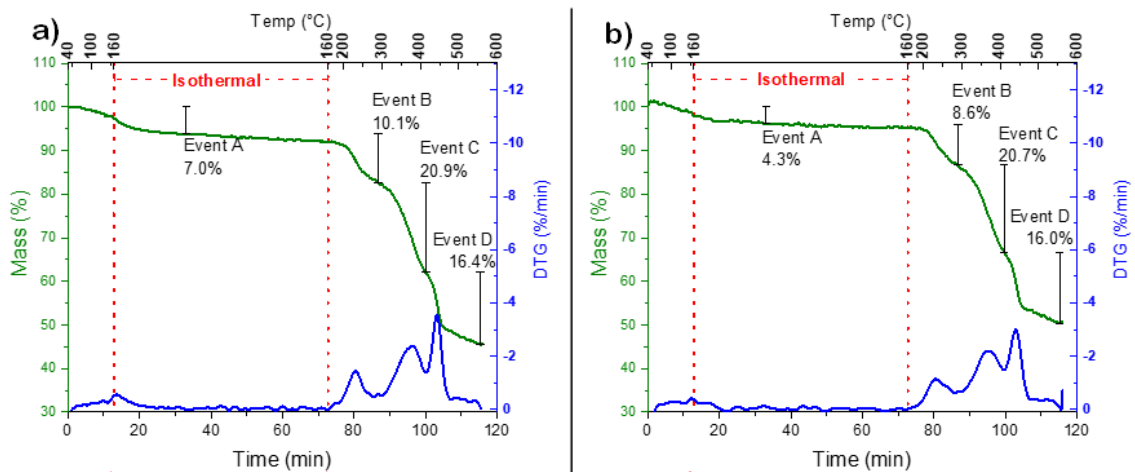 a)
Temp (°C)
40 100 160 160 200 300 400 500 600
110
100
90
80
70
60
50
40
30
Mass (%)
Isothermal
Event A
7.0%
Event B
10.1%
Event C
20.9%
Event D
16.4%
-12
-10
-8
-6
-4
-2
0
DTG (%/min)
0 20 40 60 80 100 120
Time (min)
b)
Temp (°C)
40 100 160 160 200 300 400 500 600
110
100
90
80
70
60
50
40
30
Mass (%)
Isothermal
Event A
4.3%
Event B
8.6%
Event C
20.7%
Event D
16.0%
-12
-10
-8
-6
-4
-2
0
DTG (%/min)
0 20 40 60 80 100 120
Time (min)